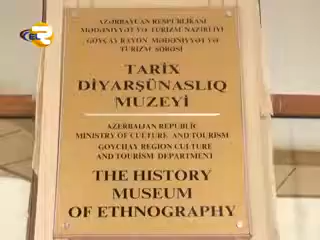 EL
AZƏRBAYCAN RESPUBLİKASI
MƏDƏNİYYƏT VƏ TURİZM NAZİRLİYİ
GÖYÇAY RAYON MƏDƏNİYYƏT VƏ
TURİZM ŞÖBƏSİ
TARİX
DİYARŞÜNASLIQ
MUZEYİ
AZERBAIJAN REPUBLIC
MINISTRY OF CULTURE AND TOURISM
GOYCHAY REGION CULTURE
AND TOURISM DEPARTMENT
THE HISTORY
MUSEUM
OF ETHNOGRAPHY